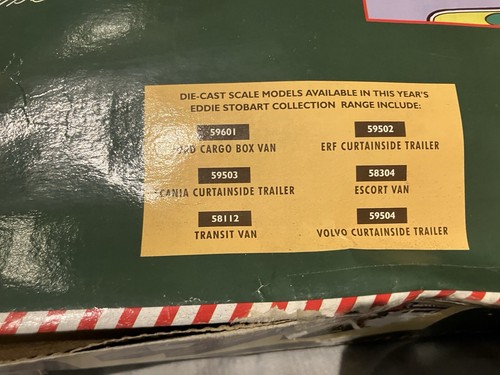 DIE-CAST SCALE MODELS AVAILABLE IN THIS YEAR'S
EDDIE STOBART COLLECTION RANGE INCLUDE:
59601
CARGO BOX VAN
59502
ERF CURTAINSIDE TRAILER
59503
SCANIA CURTAINSIDE TRAILER
58304
ESCORT VAN
58112
TRANSIT VAN
59504
VOLVO CURTAINSIDE TRAILER